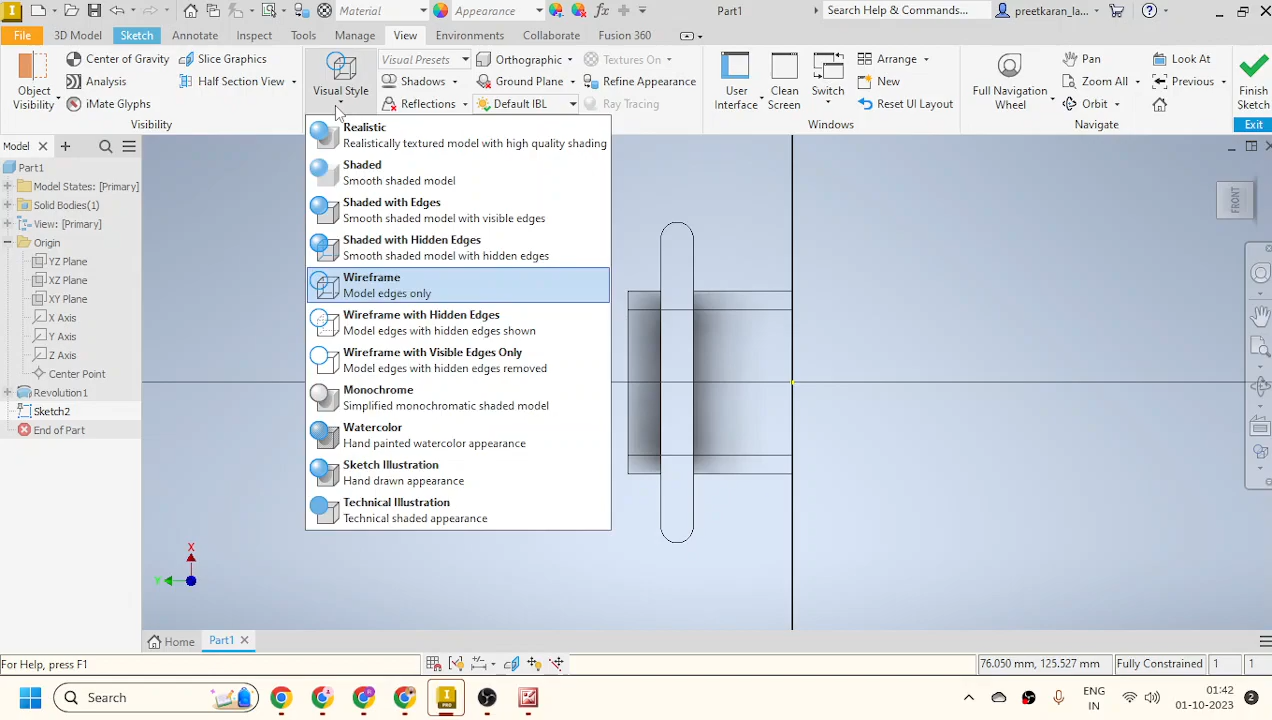 Material
Appearance
Part1
Search Help & Commands...
preetkaran_la...
File
3D Model
Sketch
Annotate
Inspect
Tools
Manage
View
Environments
Collaborate
Fusion 360
Object
Visibility
Center of Gravity
Analysis
iMate Glyphs
Slice Graphics
Half Section View
Visibility
Visual Style
Visual Presets
Shadows
Reflections
Orthographic
Ground Plane
Default IBL
Textures On
Refine Appearance
Ray Tracing
User
Interface
Clean
Screen
Switch
Arrange
New
Reset UI Layout
Windows
Full Navigation
Wheel
Pan
Zoom All
Orbit
Look At
Previous
Navigate
Finish
Sketch
Exit
Realistic
Realistically textured model with high quality shading
Shaded
Smooth shaded model
Shaded with Edges
Smooth shaded model with visible edges
Shaded with Hidden Edges
Smooth shaded model with hidden edges
Wireframe
Model edges only
Wireframe with Hidden Edges
Model edges with hidden edges shown
Wireframe with Visible Edges Only
Model edges with hidden edges removed
Monochrome
Simplified monochromatic shaded model
Watercolor
Hand painted watercolor appearance
Sketch Illustration
Hand drawn appearance
Technical Illustration
Technical shaded appearance
Model
Part1
Model States: [Primary]
Solid Bodies(1)
View: [Primary]
Origin
YZ Plane
XZ Plane
XY Plane
X Axis
Y Axis
Z Axis
Center Point
Revolution1
Sketch2
End of Part
FRONT
X
Y
Home
Part1
For Help, press F1
76.050 mm, 125.527 mm
Fully Constrained
1
1
Search
PRO
ENG
IN
01:42
01-10-2023
2